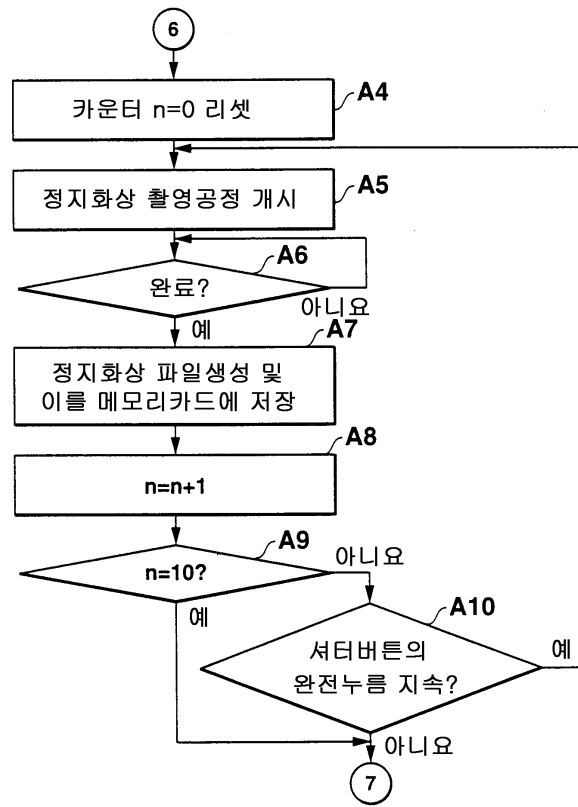 6
카운터 n=0 리셋
A4
정지화상 촬영공정 개시
A5
완료?
A6
아니요
예
정지화상 파일생성 및
이를 메모리카드에 저장
A7
n=n+1
A8
n=10?
A9
아니요
예
셔터버튼의
완전누름 지속?
A10
예
아니요
7